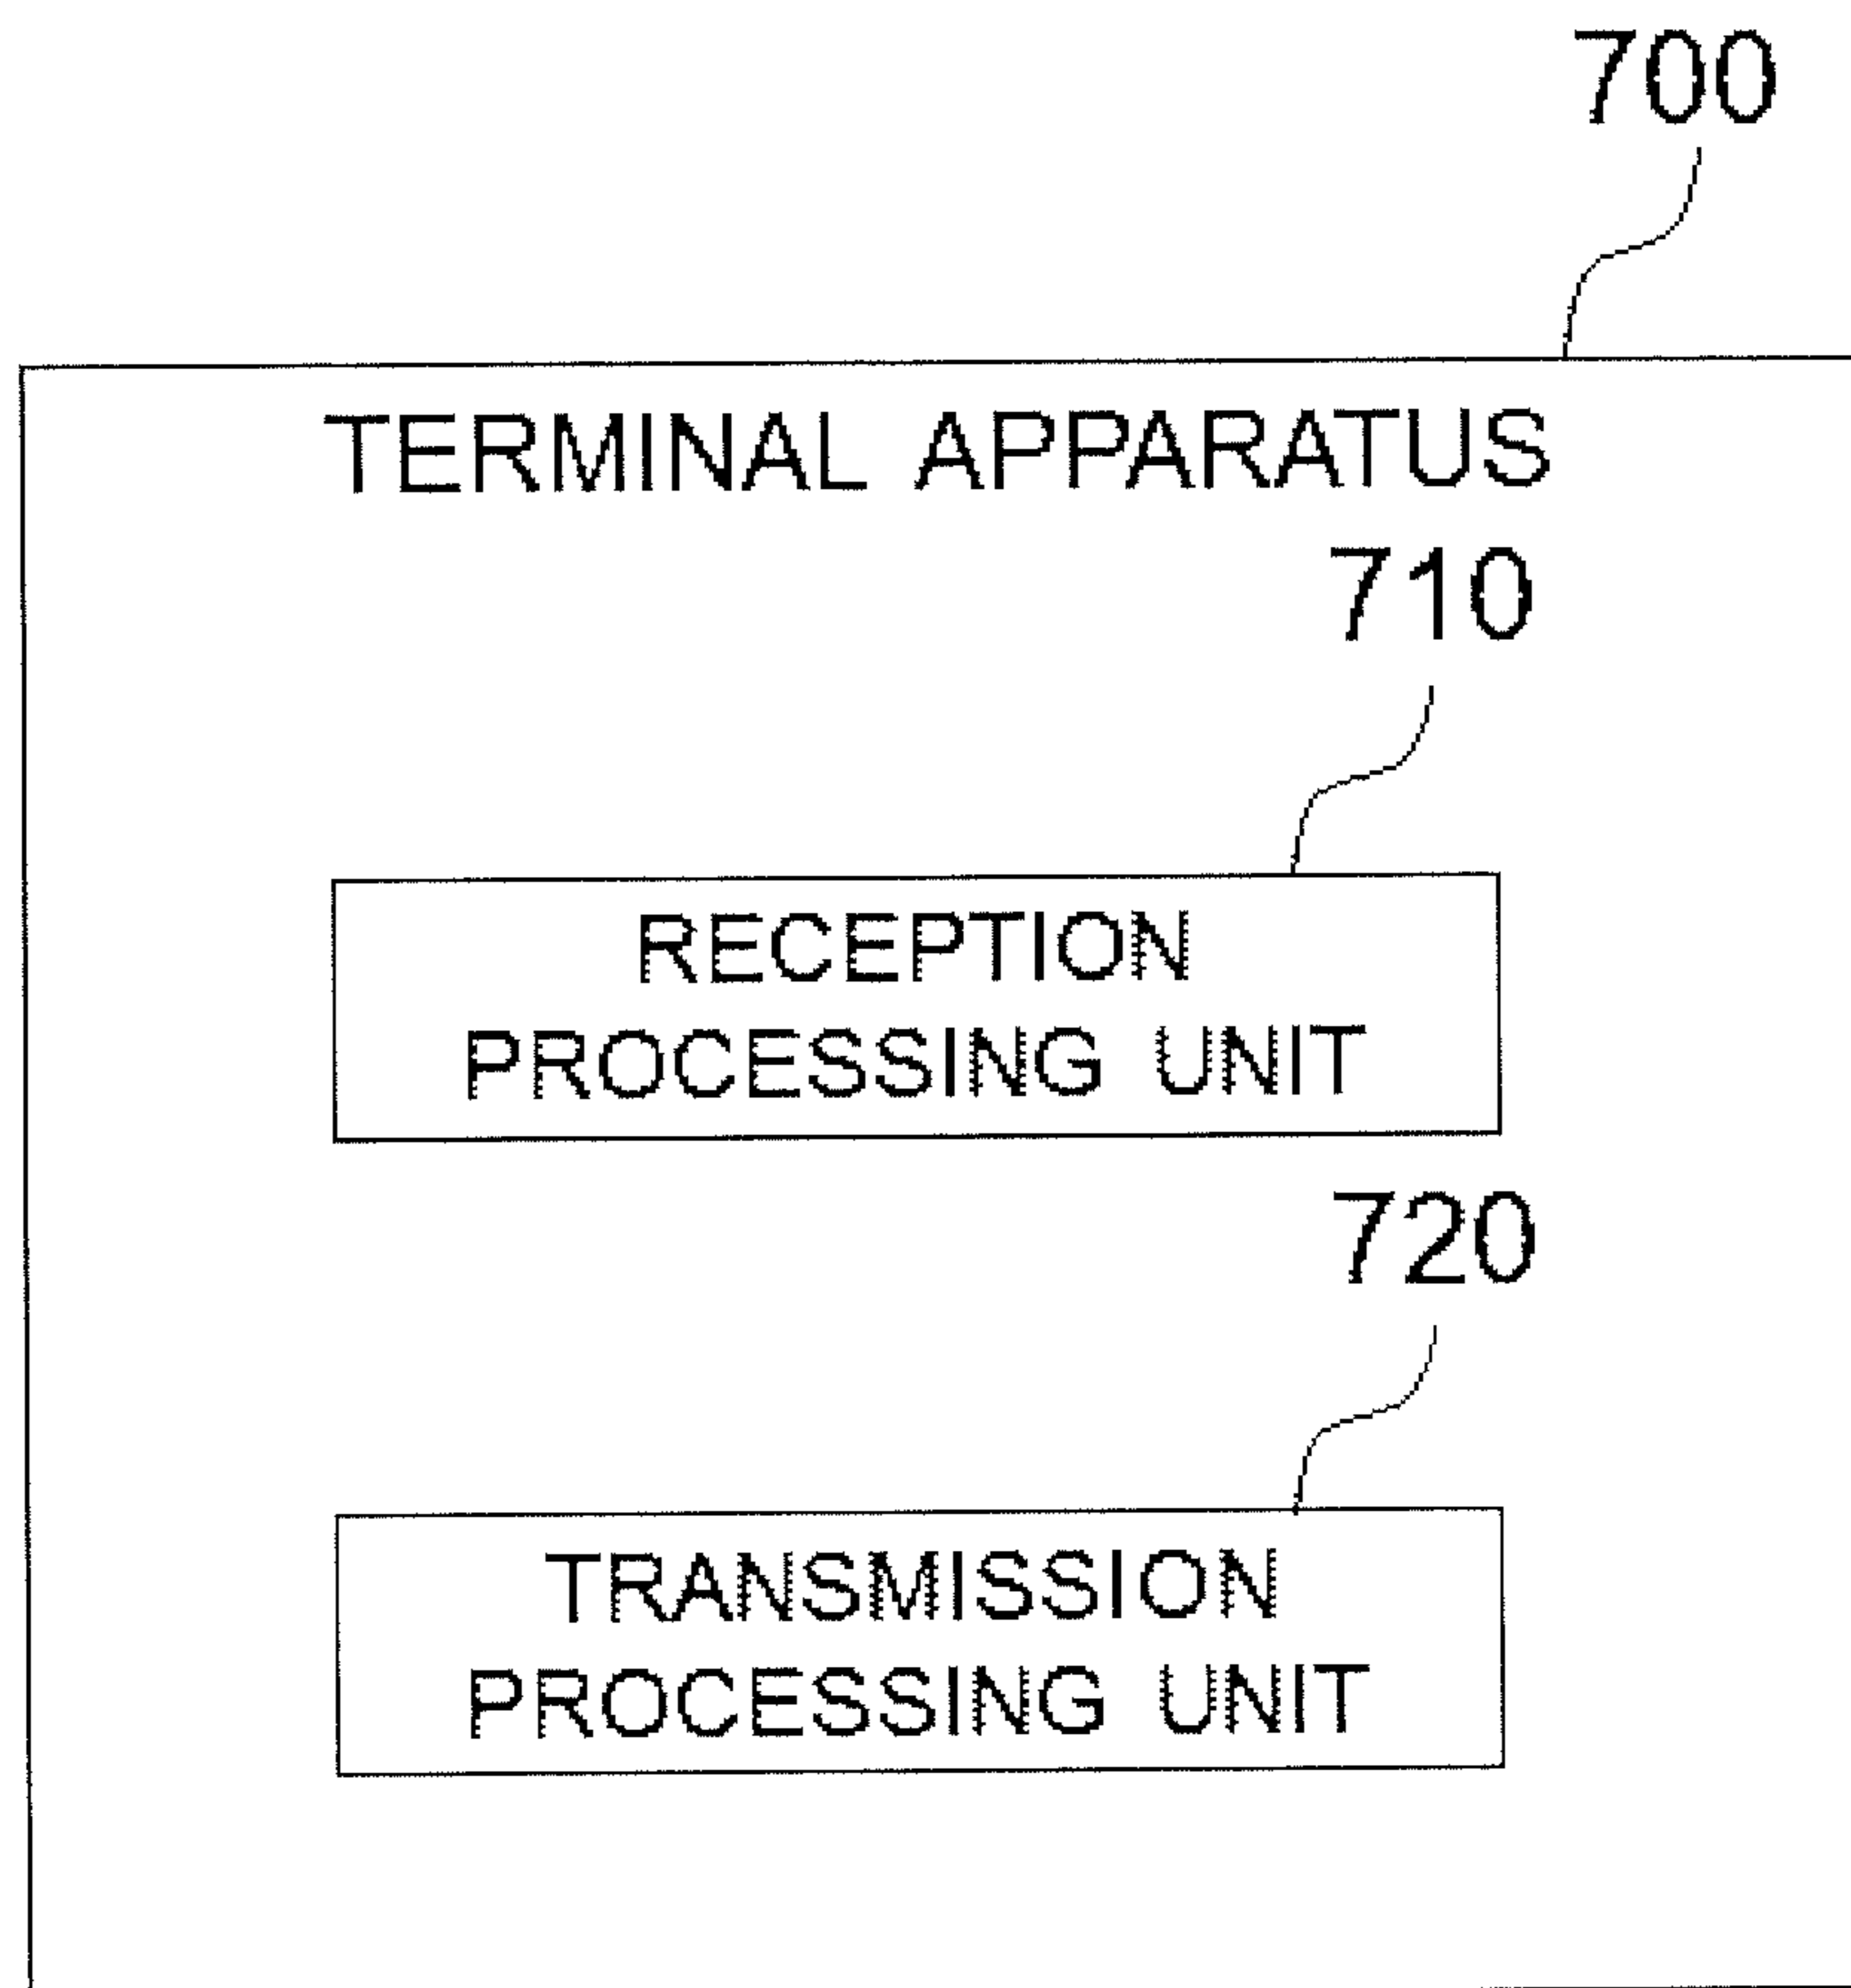 700
TERMINAL APPARATUS
710
RECEPTION
PROCESSING UNIT
720
TRANSMISSION
PROCESSING UNIT